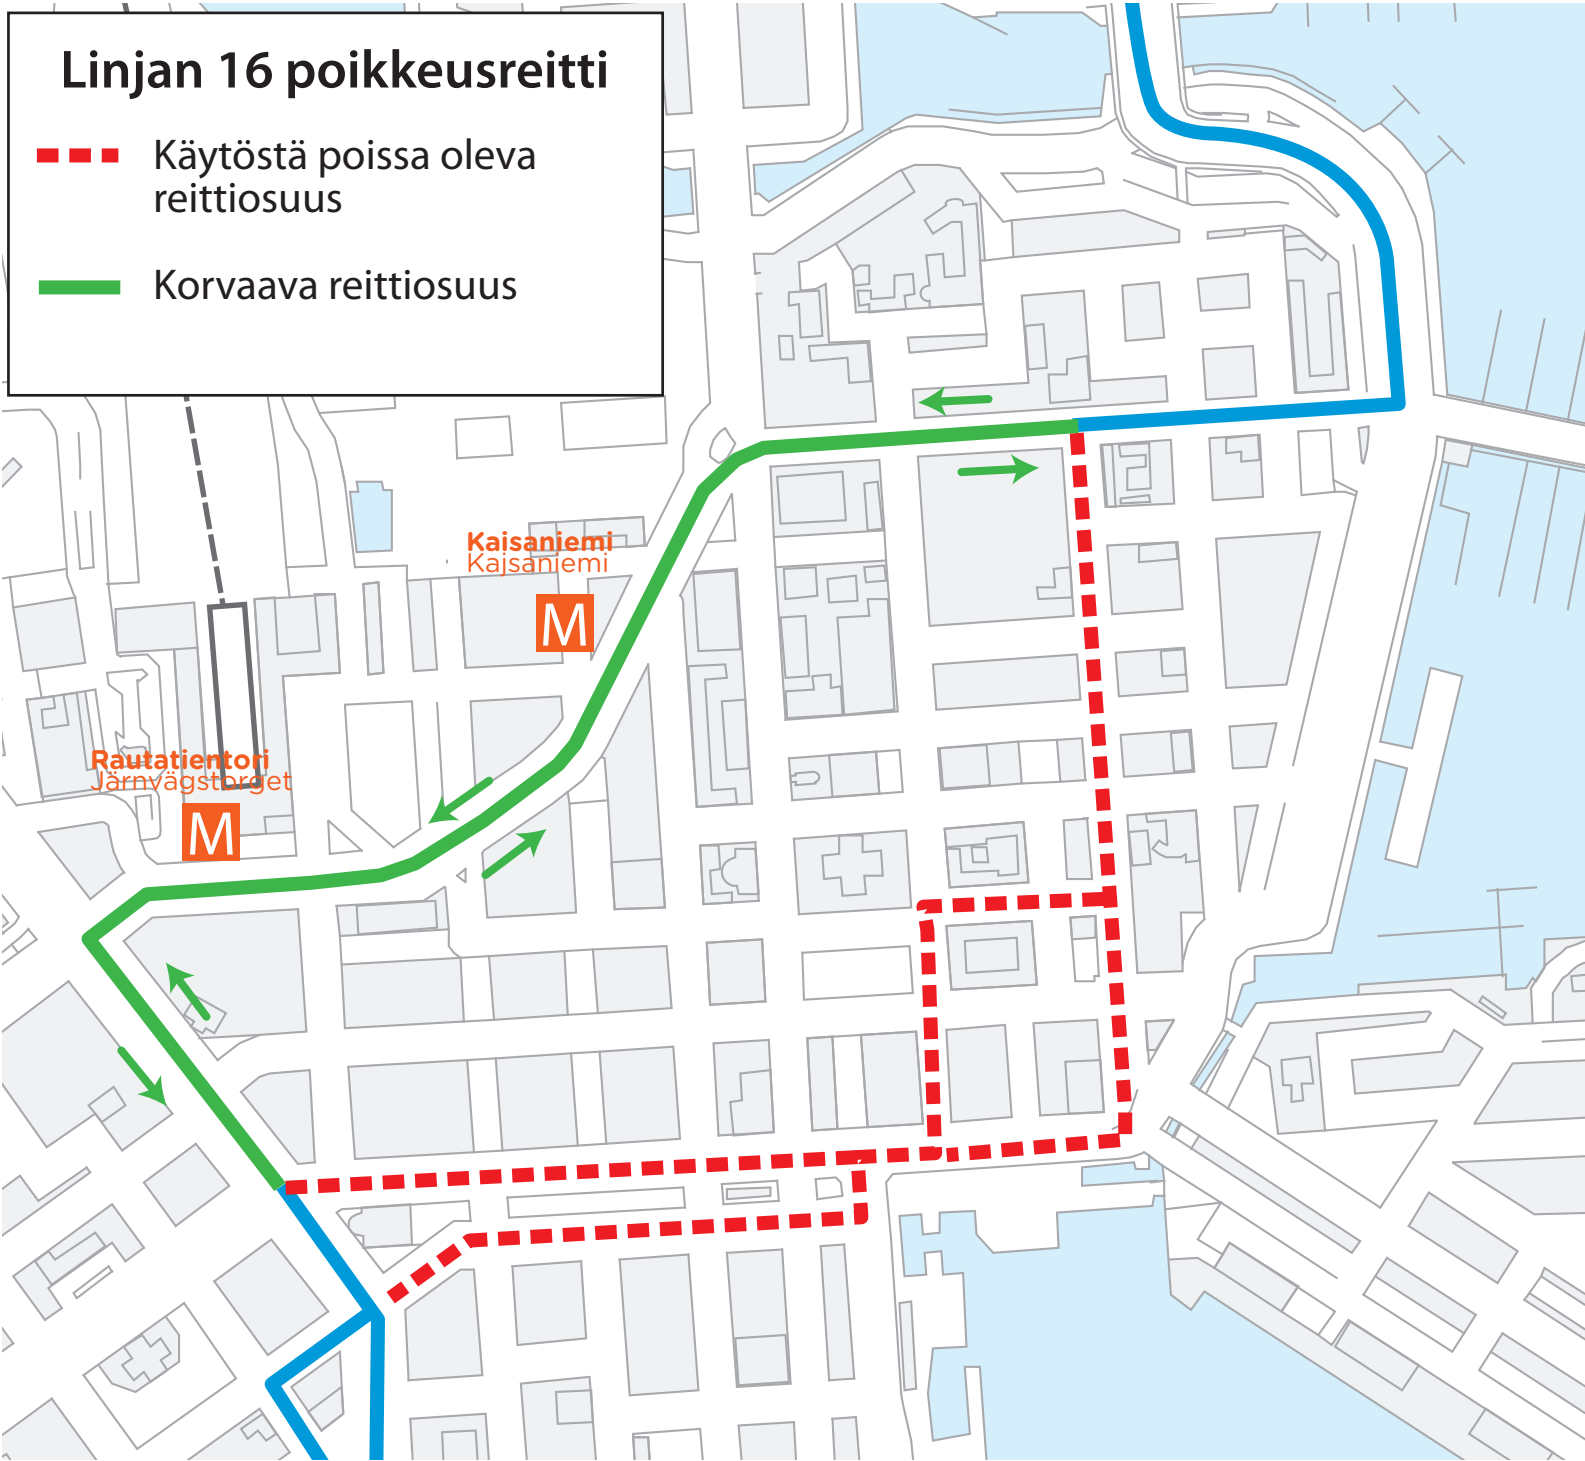 Linjan 16 poikkeusreitti
Käytöstä poissa oleva
reittiosuus
Korvaava reittiosuus
Kaisaniemi
Kajsaniemi
M
Rautatientori
Järnvägstorget
M